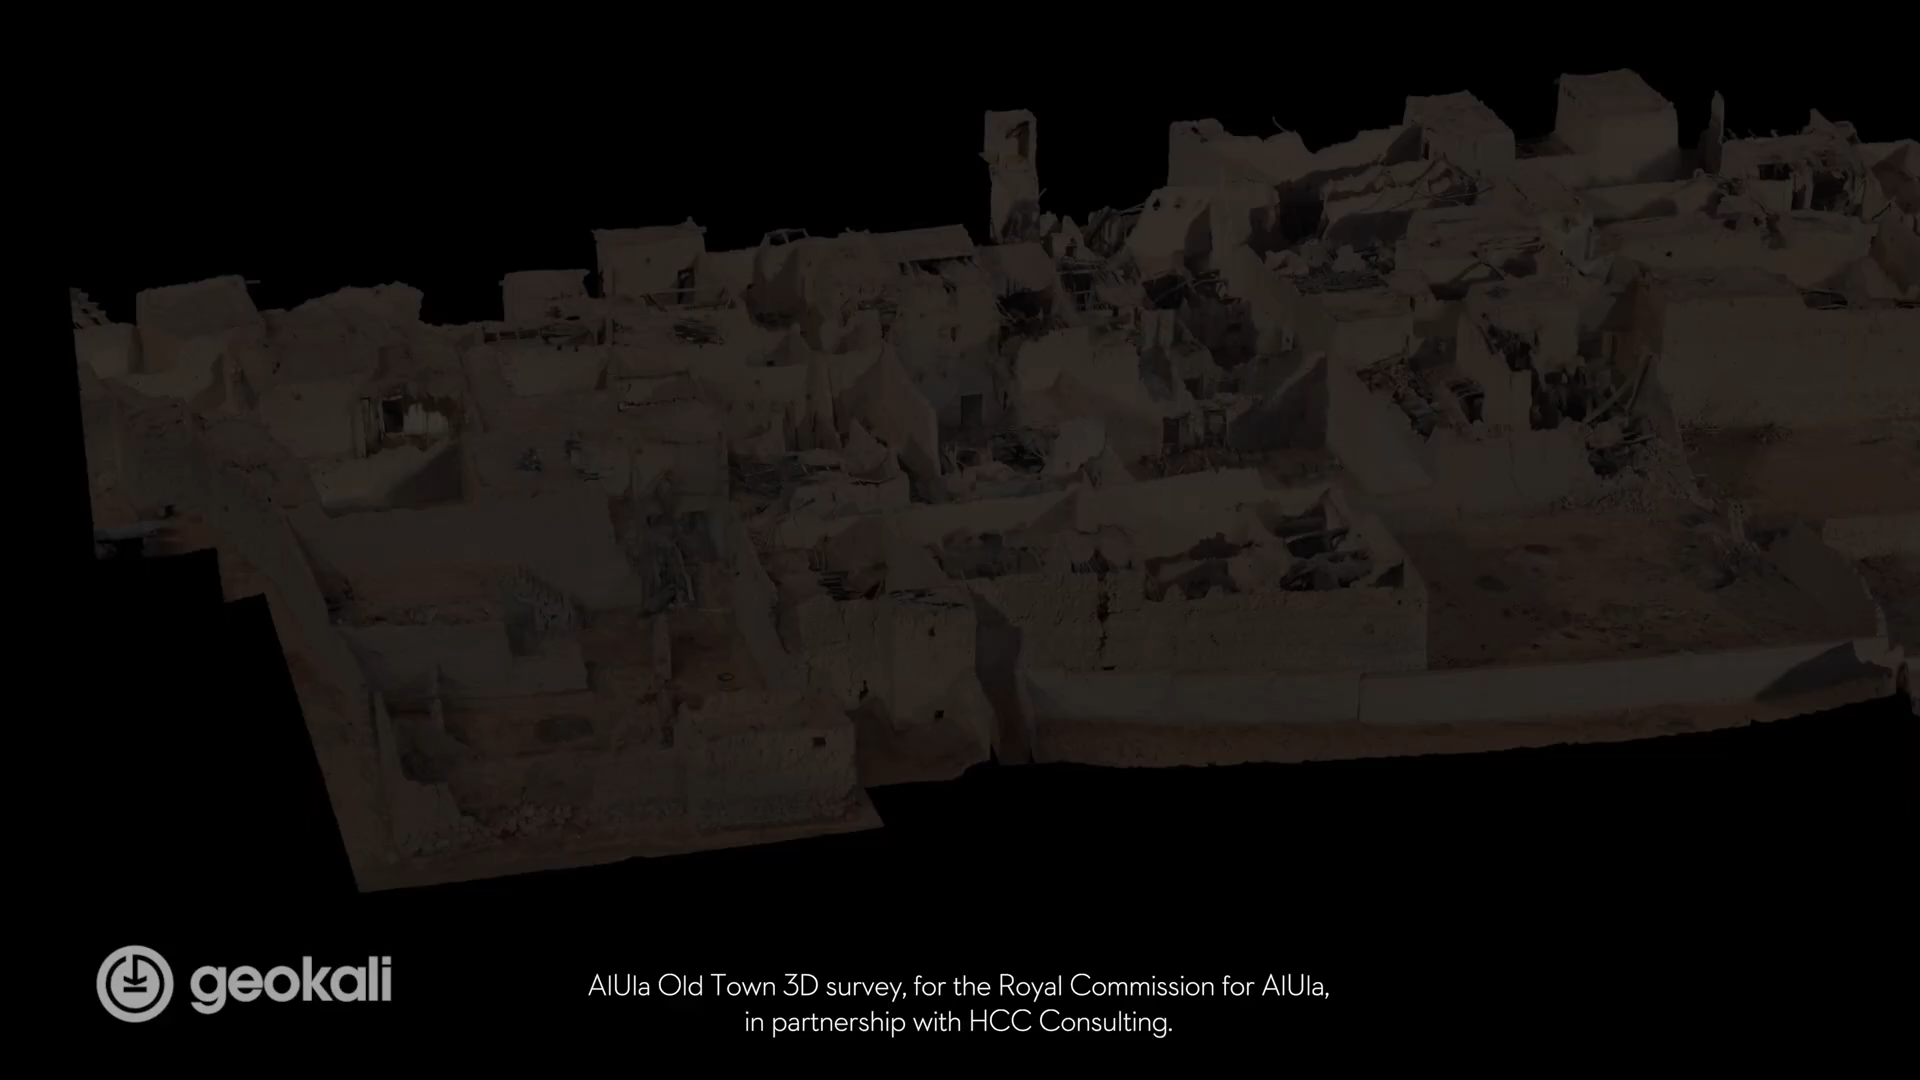 geokali
AlUla Old Town 3D survey, for the Royal Commission for AlUla,
in partnership with HCC Consulting.